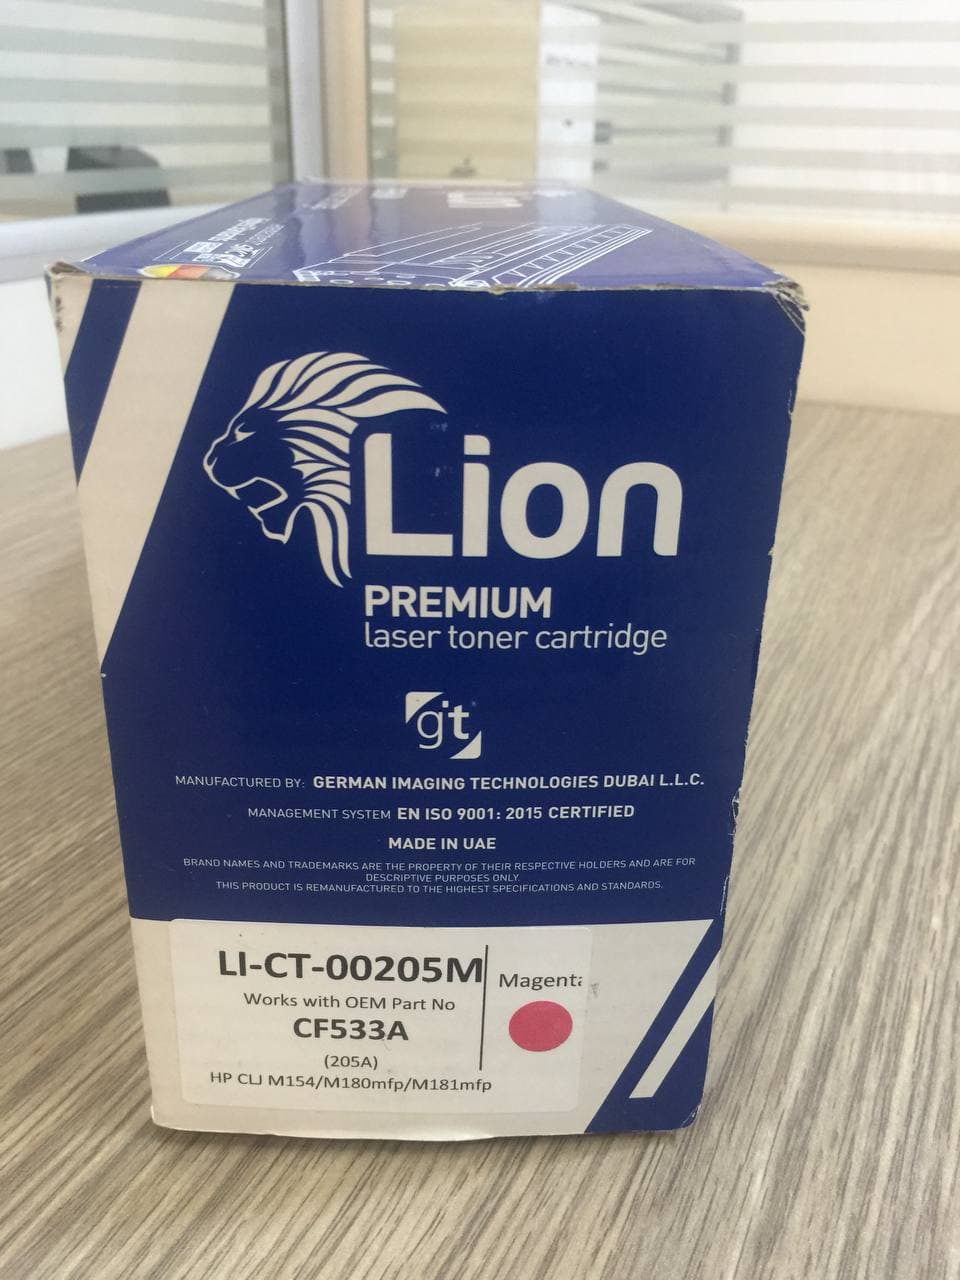 Lion
PREMIUM
laser toner cartridge
git
MANUFACTURED BY: GERMAN IMAGING TECHNOLOGIES DUBAI L.L.C.
MANAGEMENT SYSTEM EN ISO 9001: 2015 CERTIFIED
MADE IN UAE
BRAND NAMES AND TRADEMARKS ARE THE PROPERTY OF THEIR RESPECTIVE HOLDERS AND ARE FOR
DESCRIPTIVE PURPOSES ONLY.
THIS PRODUCT IS REMANUFACTURED TO THE HIGHEST SPECIFICATIONS AND STANDARDS.
LI-CT-00205M
Magenta
Works with OEM Part No
CF533A
(205A)
HP CLJ M154/M180mfp/M181mfp